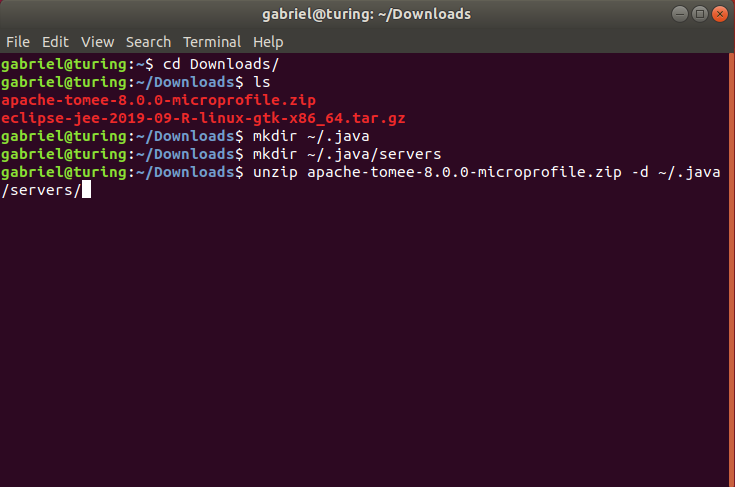 gabriel@turing: ~/Downloads
File Edit View Search Terminal Help
gabriel@turing:~$ cd Downloads/
gabriel@turing:~/Downloads$ ls
apache-tomee-8.0.0-microprofile.zip
eclipse-jee-2019-09-R-linux-gtk-x86_64.tar.gz
gabriel@turing:~/Downloads$ mkdir ~/.java
gabriel@turing:~/Downloads$ mkdir ~/.java/servers
gabriel@turing:~/Downloads$ unzip apache-tomee-8.0.0-microprofile.zip -d ~/.java
/servers/